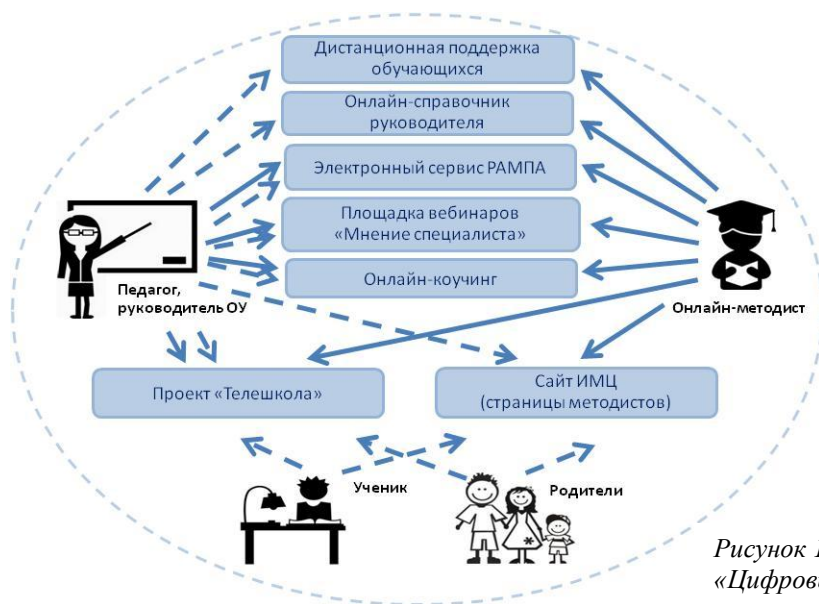 Дистанционная поддержка
обучающихся
Онлайн-справочник
руководителя
Электронный сервис РАМПА
Площадка вебинаров
«Мнение специалиста»
Онлайн-коучинг
Педагог,
руководитель ОУ
Онлайн-методист
Проект «Телешкола»
Сайт ИМЦ
(страницы методистов)
Ученик
Родители
Рисунок